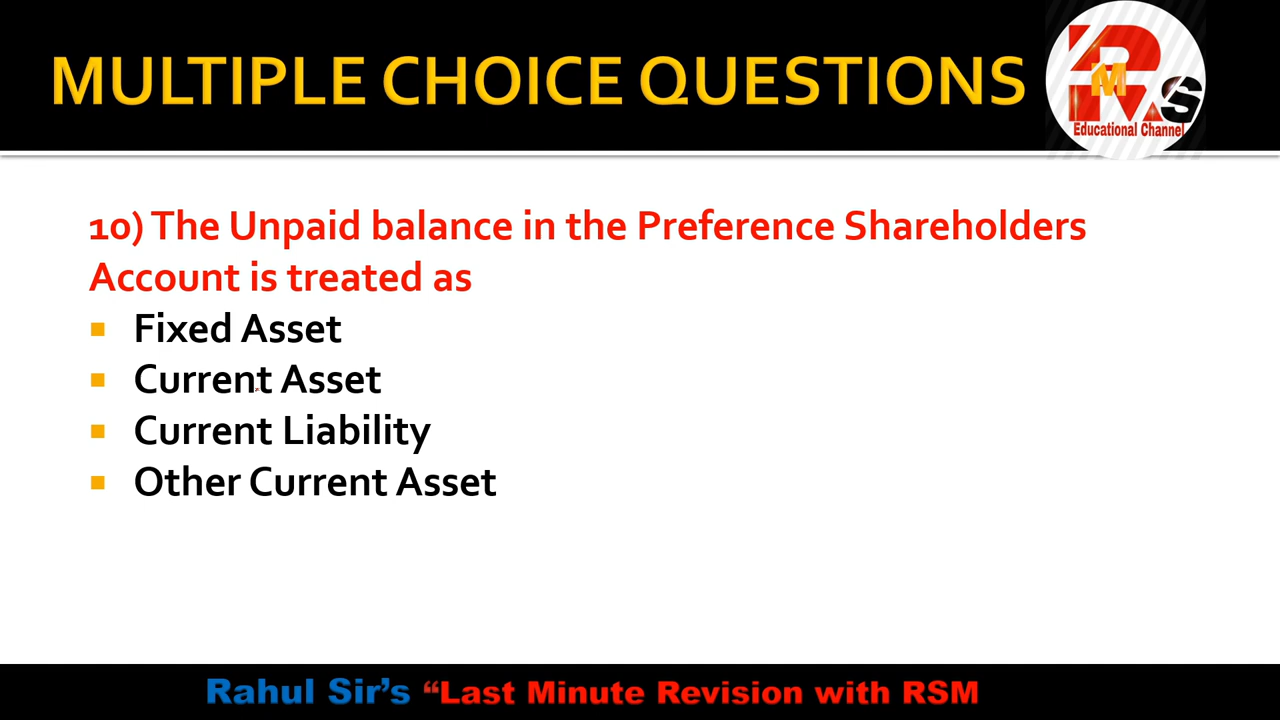 MULTIPLE CHOICE QUESTIONS
RMS
Educational Channel
10) The Unpaid balance in the Preference Shareholders
Account is treated as
Fixed Asset
Current Asset
Current Liability
Other Current Asset
Rahul Sir's “Last Minute Revision with RSM